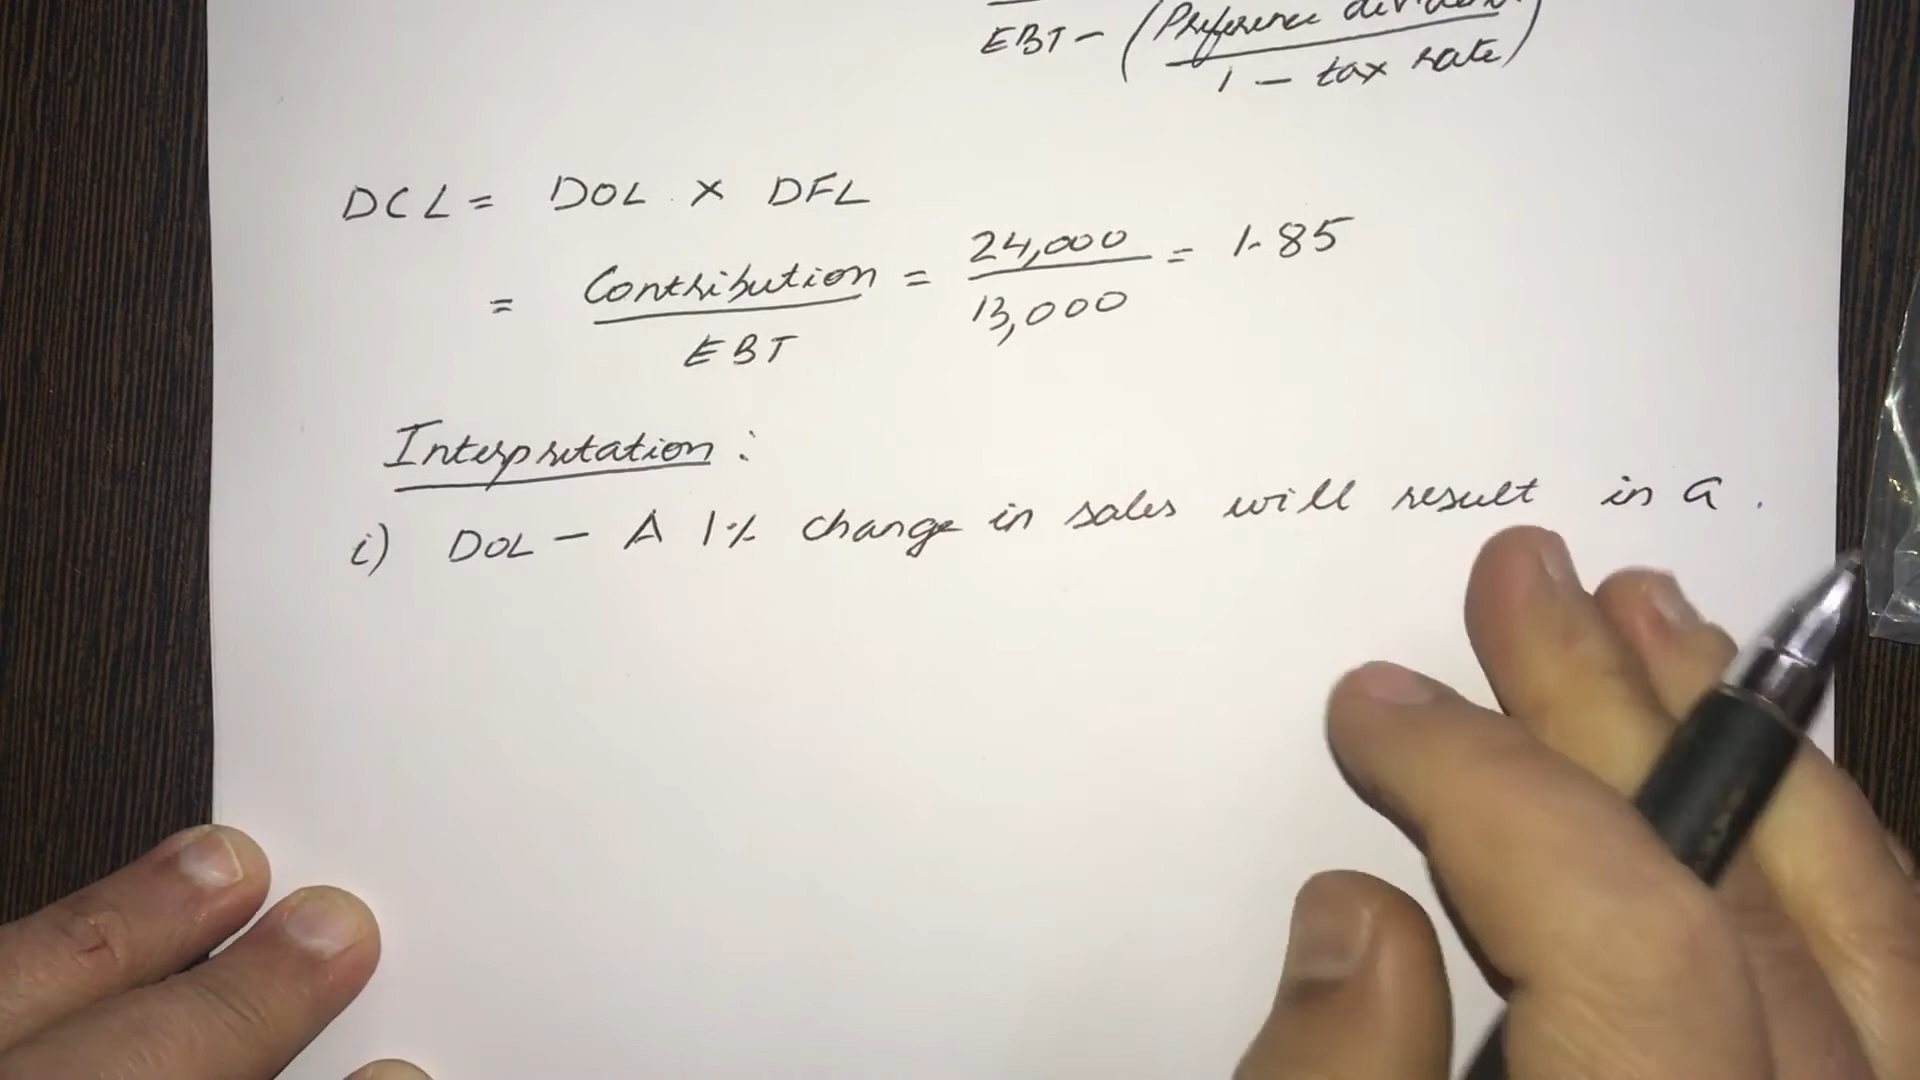 EBT - (Preference dividend
1 - tax rate)
DCL = DOL × DFL
= Contribution = 24,000 = 1.85
EBT 13,000
Interpretation :
i) DOL - A 1% change in sales will result in a